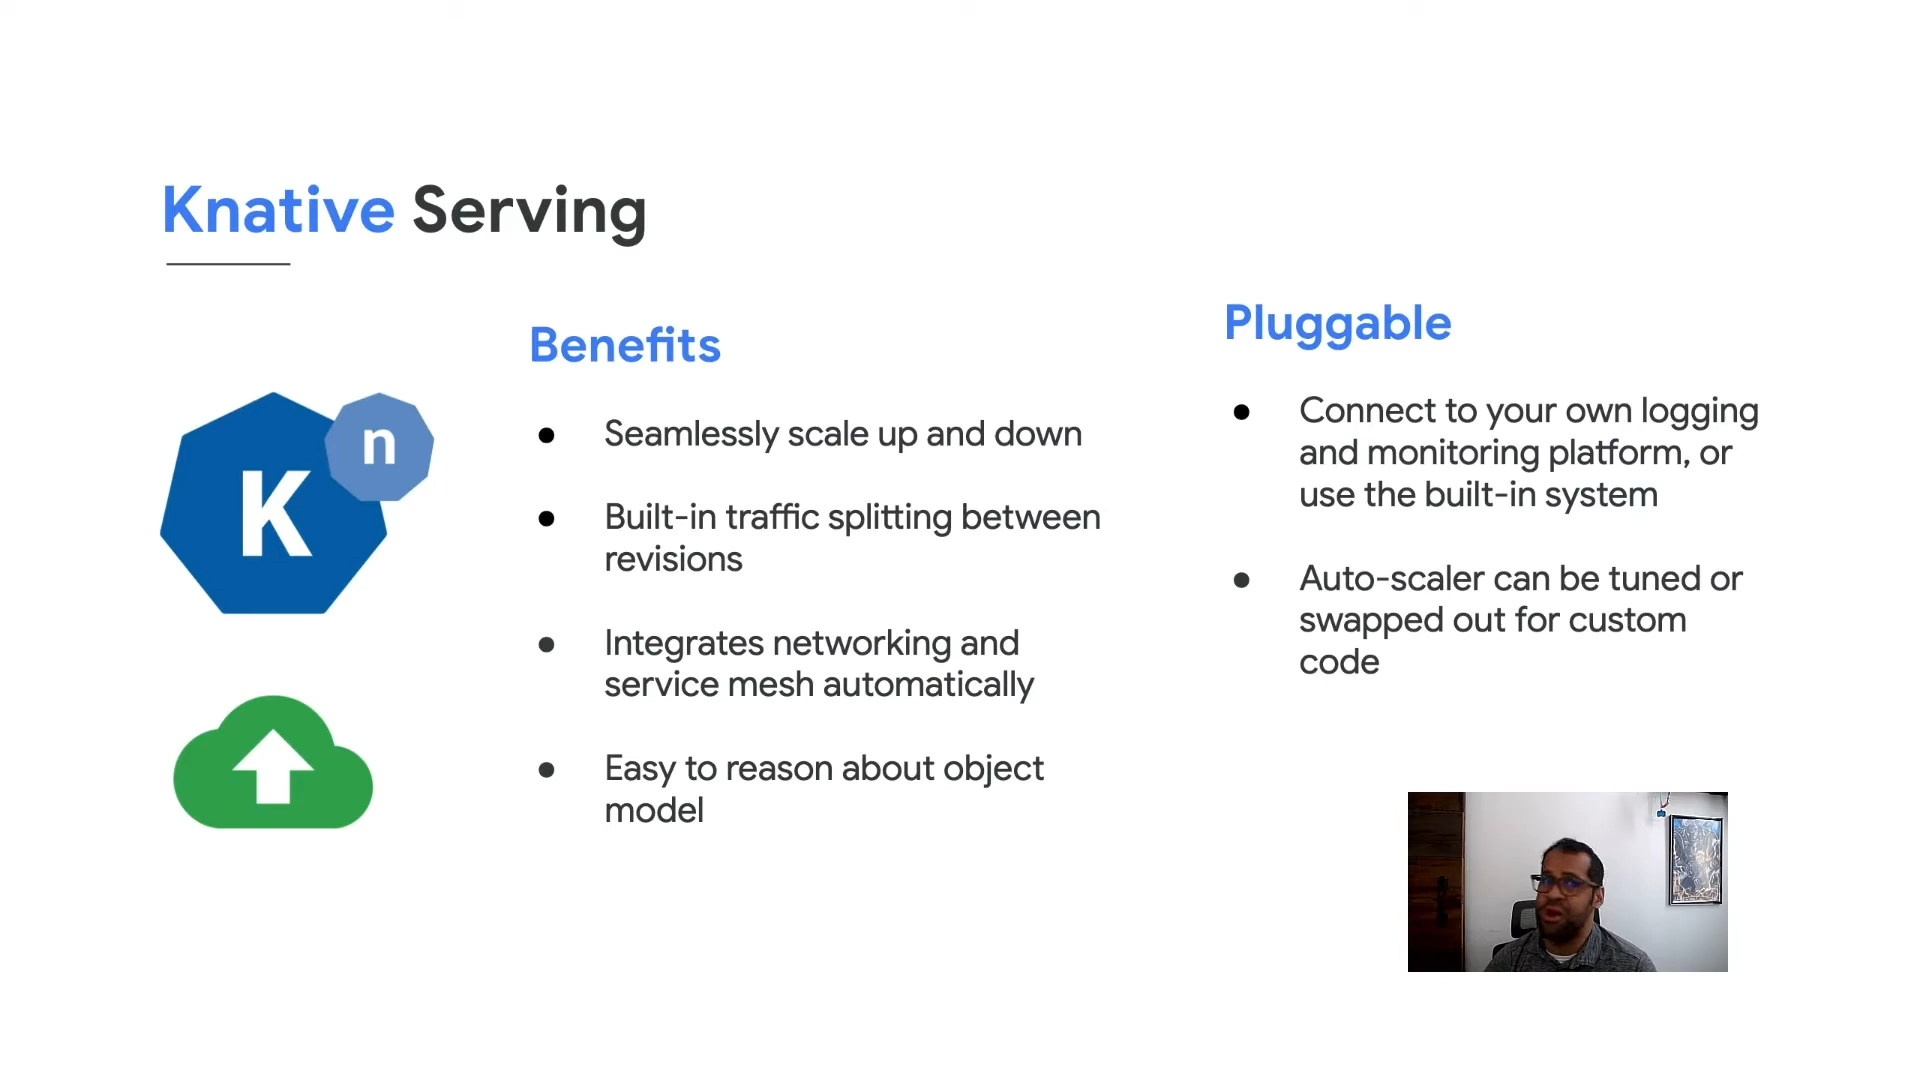 Knative Serving
K
n
Benefits
Seamlessly scale up and down
Built-in traffic splitting between
revisions
Integrates networking and
service mesh automatically
Easy to reason about object
model
Pluggable
Connect to your own logging
and monitoring platform, or
use the built-in system
Auto-scaler can be tuned or
swapped out for custom
code